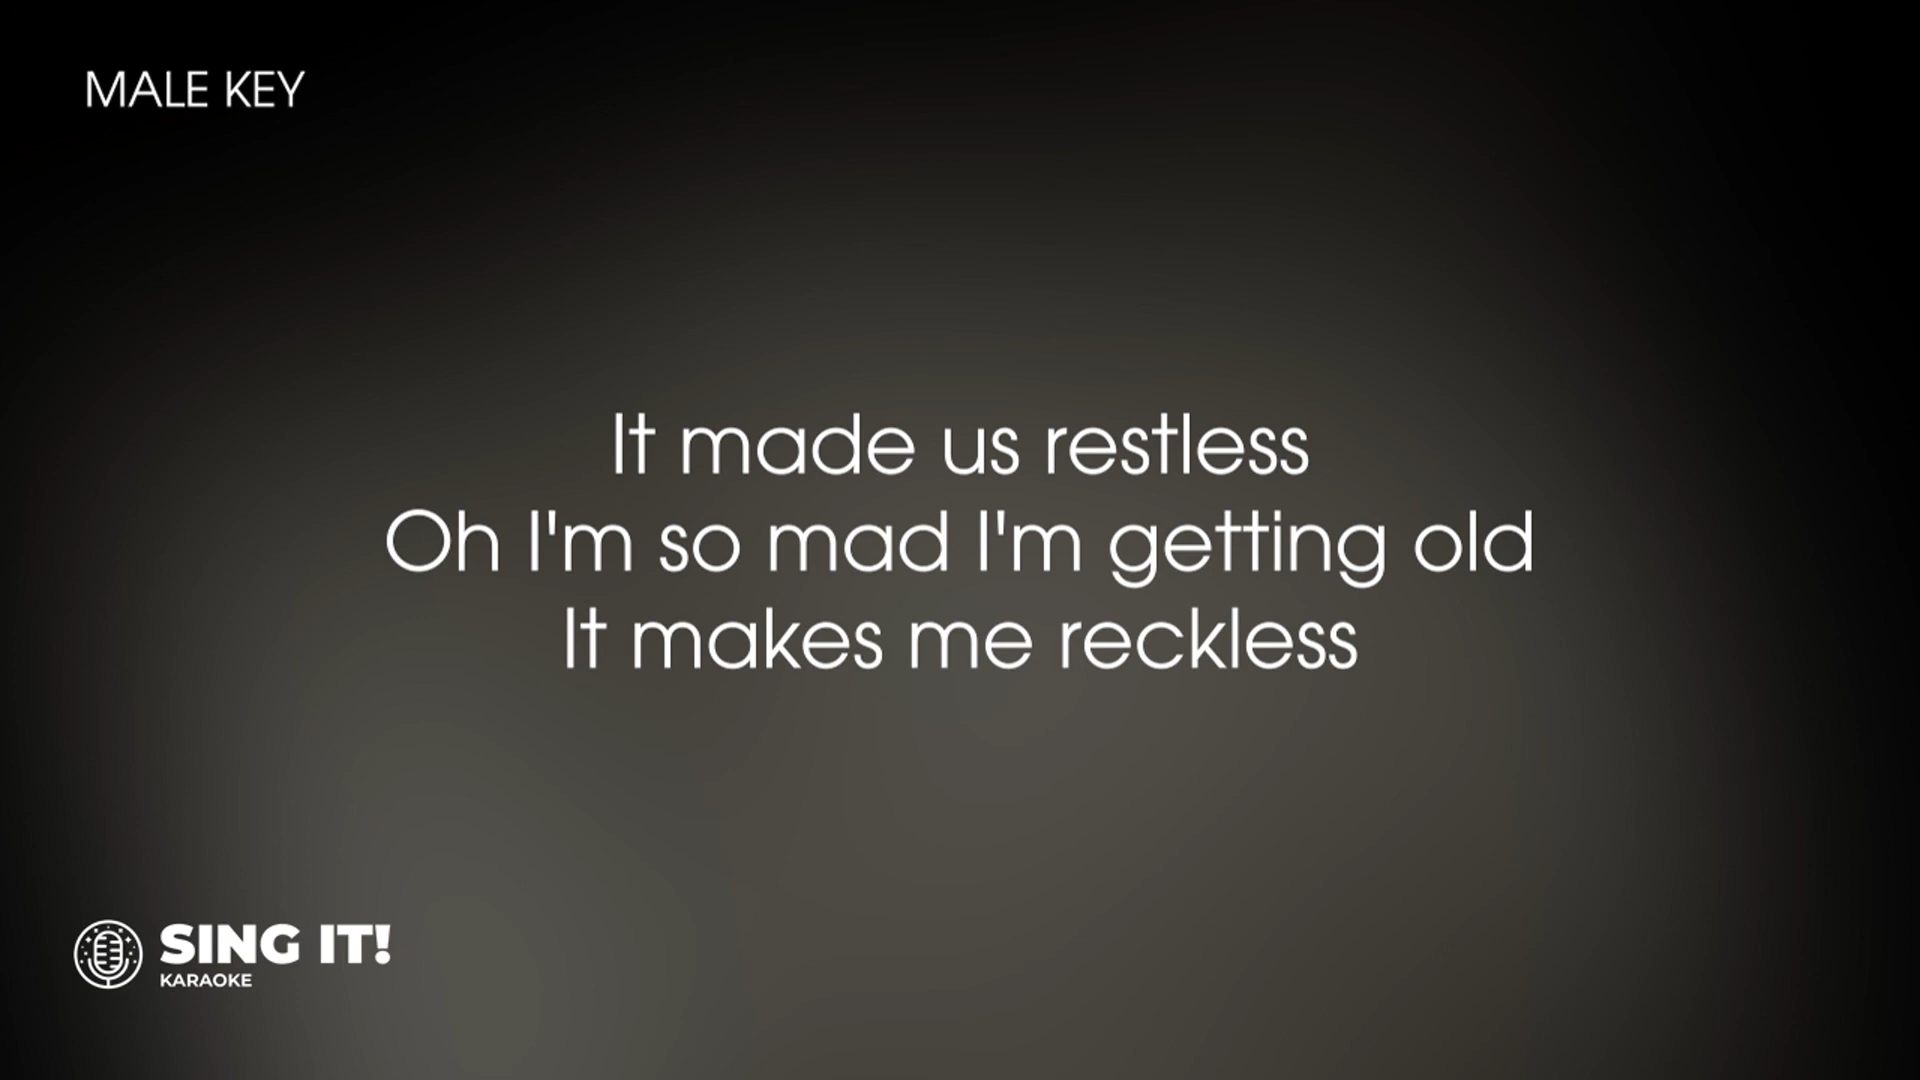 MALE KEY
It made us restless
Oh I'm so mad I'm getting old
It makes me reckless
SING IT!
KARAOKE